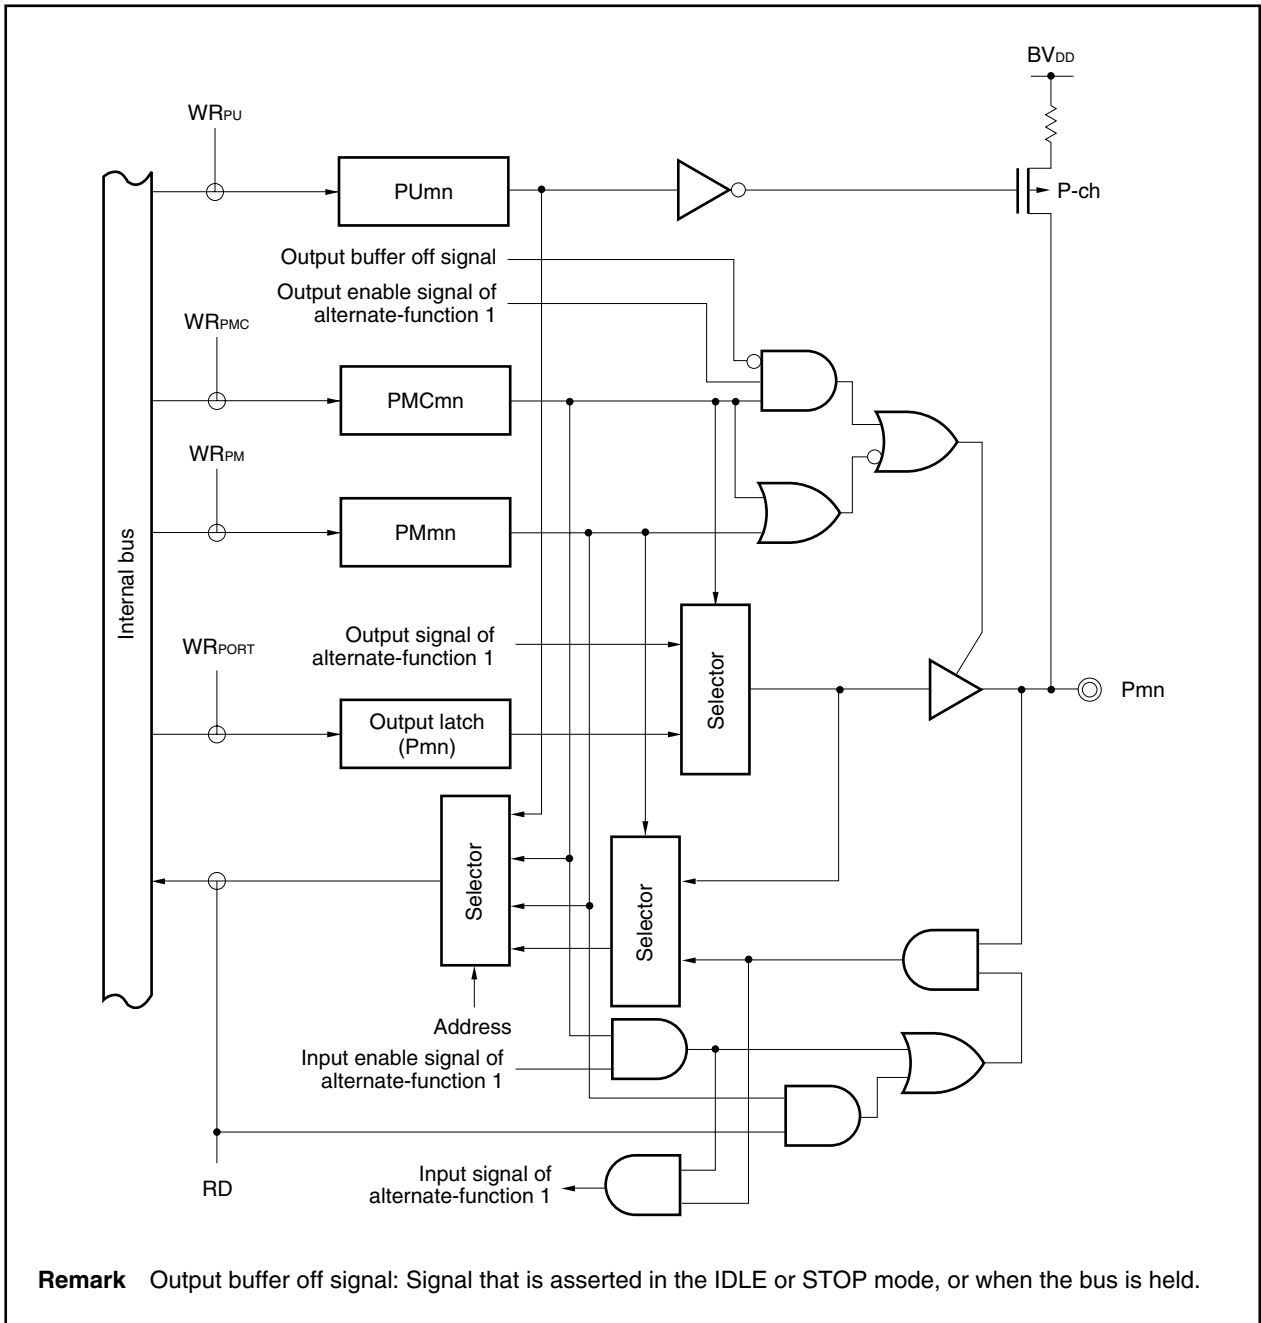 BVDD
WRPU
PUmn
P-ch
Output buffer off signal
Output enable signal of
alternate-function 1
WRPMC
PMCmn
WRPM
PMmn
Internal bus
Output signal of
alternate-function 1
WRPORT
Selector
Pmn
Output latch
(Pmn)
Selector
Selector
Address
Input enable signal of
alternate-function 1
RD
Input signal of
alternate-function 1
Remark Output buffer off signal: Signal that is asserted in the IDLE or STOP mode, or when the bus is held.